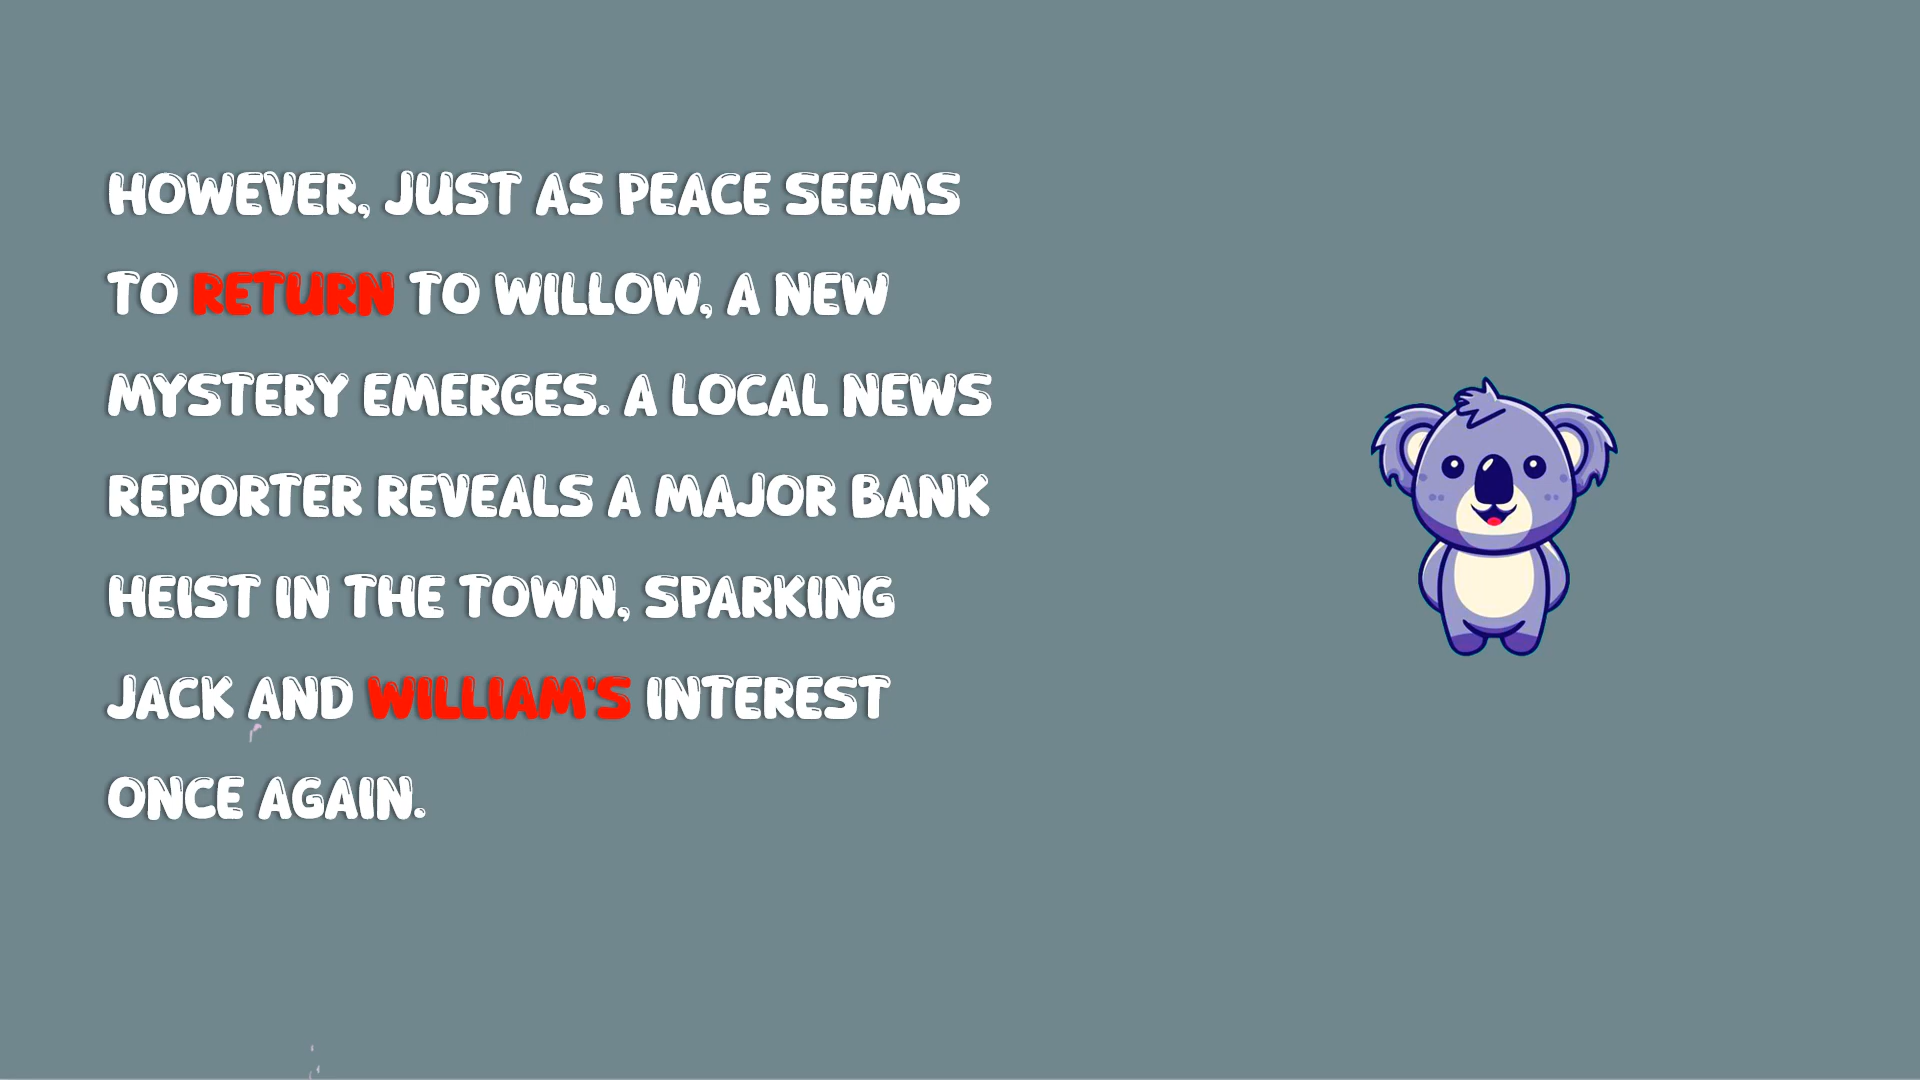 HOWEVER, JUST AS PEACE SEEMS
TO RETURN TO WILLOW, A NEW
MYSTERY EMERGES. A LOCAL NEWS
REPORTER REVEALS A MAJOR BANK
HEIST IN THE TOWN, SPARKING
JACK AND WILLIAM'S INTEREST
ONCE AGAIN.